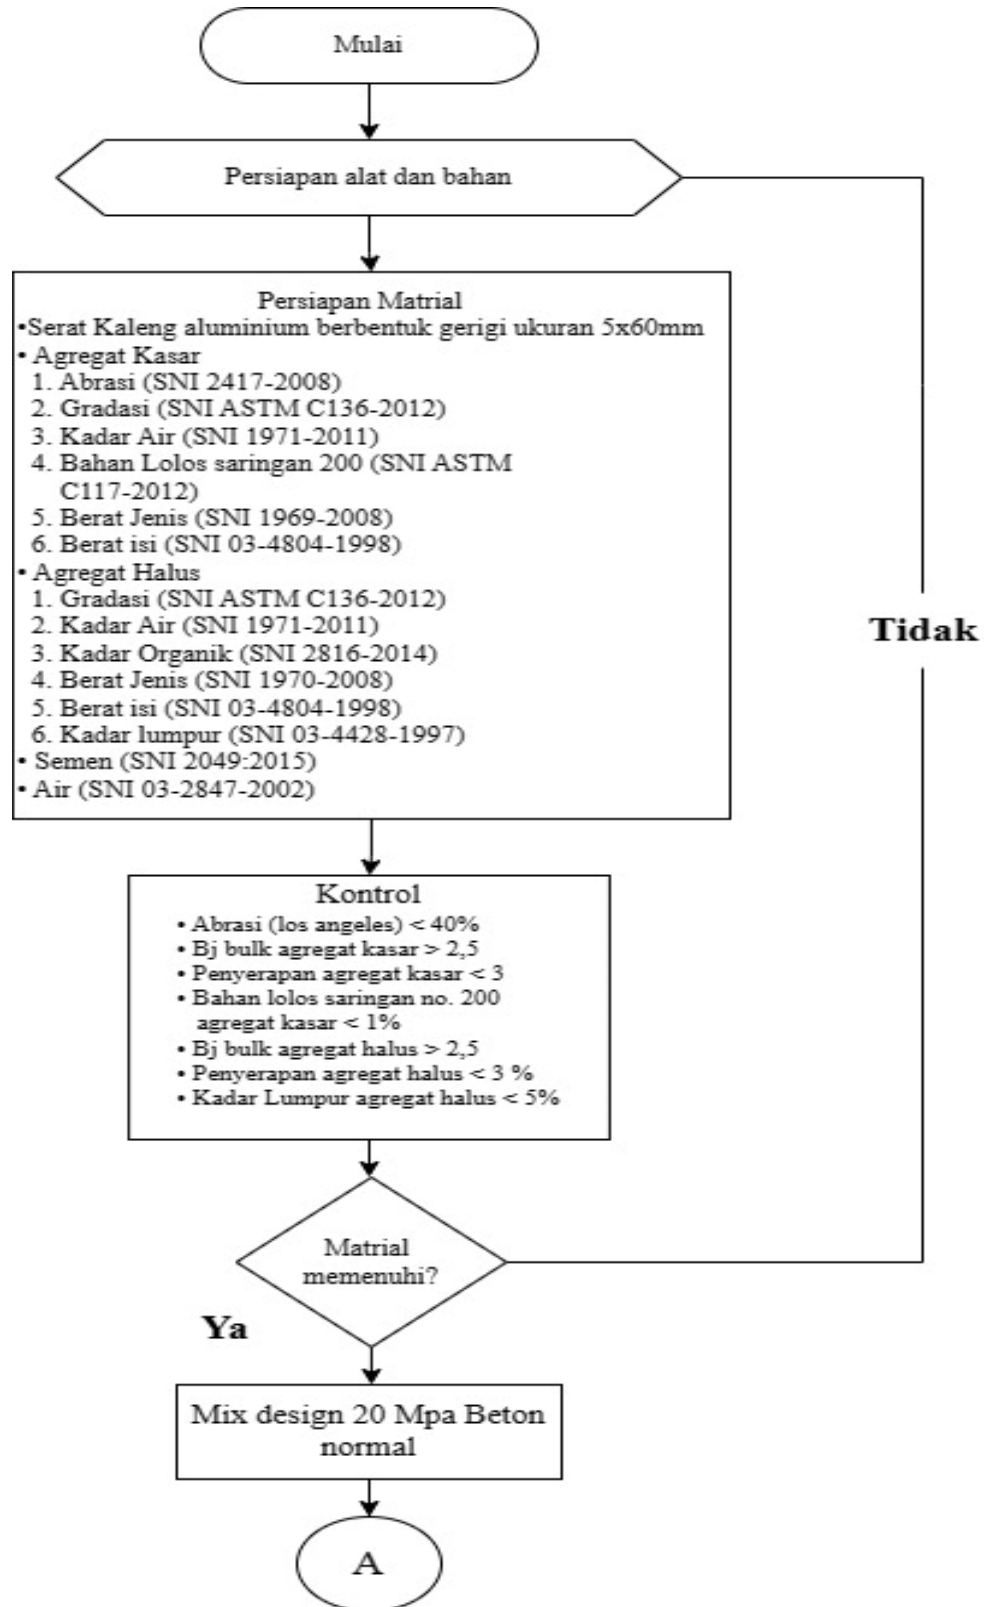 Mulai
Persiapan alat dan bahan
Persiapan Matrial
•Serat Kaleng aluminium berbentuk gerigi ukuran 5x60mm
• Agregat Kasar
1. Abrasi (SNI 2417-2008)
2. Gradasi (SNI ASTM C136-2012)
3. Kadar Air (SNI 1971-2011)
4. Bahan Lolos saringan 200 (SNI ASTM
C117-2012)
5. Berat Jenis (SNI 1969-2008)
6. Berat isi (SNI 03-4804-1998)
• Agregat Halus
1. Gradasi (SNI ASTM C136-2012)
2. Kadar Air (SNI 1971-2011)
3. Kadar Organik (SNI 2816-2014)
4. Berat Jenis (SNI 1970-2008)
5. Berat isi (SNI 03-4804-1998)
6. Kadar lumpur (SNI 03-4428-1997)
• Semen (SNI 2049:2015)
• Air (SNI 03-2847-2002)
Tidak
Kontrol
• Abrasi (los angeles) < 40%
• Bj bulk agregat kasar > 2,5
• Penyerapan agregat kasar < 3
• Bahan lolos saringan no. 200
agregat kasar < 1%
• Bj bulk agregat halus > 2,5
• Penyerapan agregat halus < 3 %
• Kadar Lumpur agregat halus < 5%
Matrial
memenuhi?
Ya
Mix design 20 Mpa Beton
normal
A